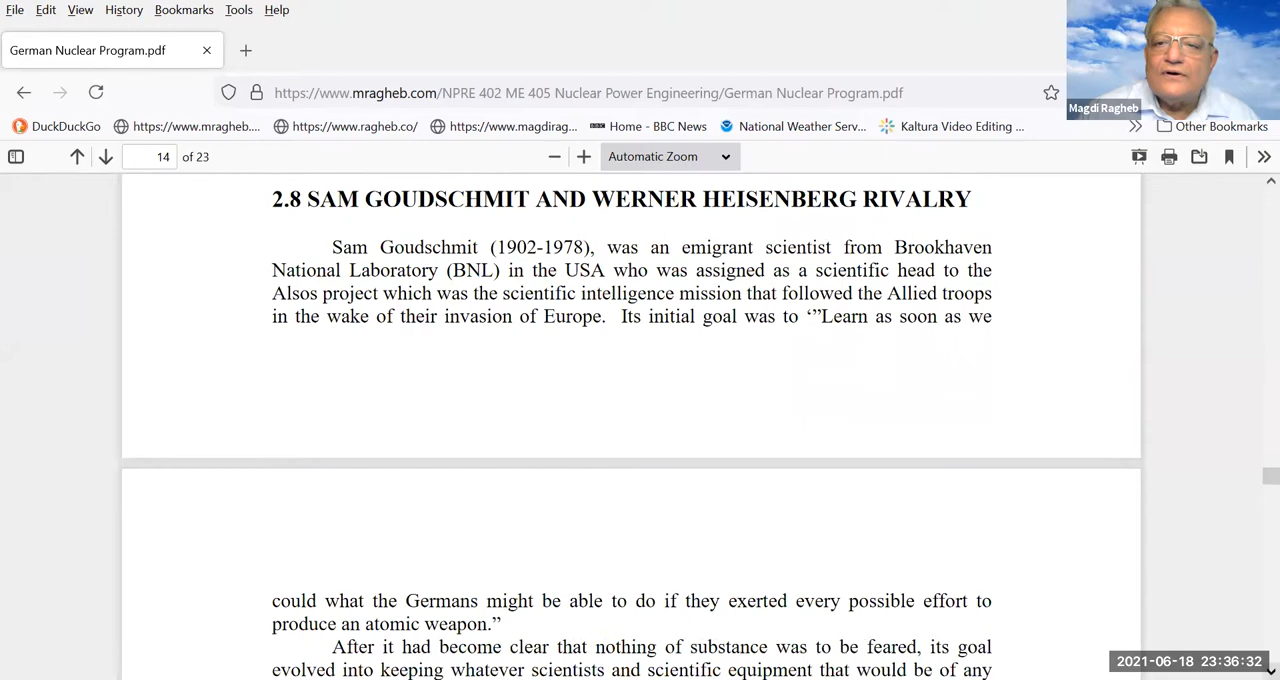 File Edit View History Bookmarks Tools Help
German Nuclear Program.pdf
https://www.mragheb.com/NPRE 402 ME 405 Nuclear Power Engineering/German Nuclear Program.pdf
Magdi Ragheb
DuckDuckGo https://www.mragheb.... https://www.ragheb.co/ https://www.magdirag... BBC Home - BBC News National Weather Serv... Kaltura Video Editing ... Other Bookmarks
14 of 23 Automatic Zoom
2.8 SAM GOUDSCHMIT AND WERNER HEISENBERG RIVALRY
Sam Goudschmit (1902-1978), was an emigrant scientist from Brookhaven
National Laboratory (BNL) in the USA who was assigned as a scientific head to the
Alsos project which was the scientific intelligence mission that followed the Allied troops
in the wake of their invasion of Europe. Its initial goal was to ‘”Learn as soon as we
could what the Germans might be able to do if they exerted every possible effort to
produce an atomic weapon.”
After it had become clear that nothing of substance was to be feared, its goal
evolved into keeping whatever scientists and scientific equipment that would be of any
2021-06-18 23:36:32